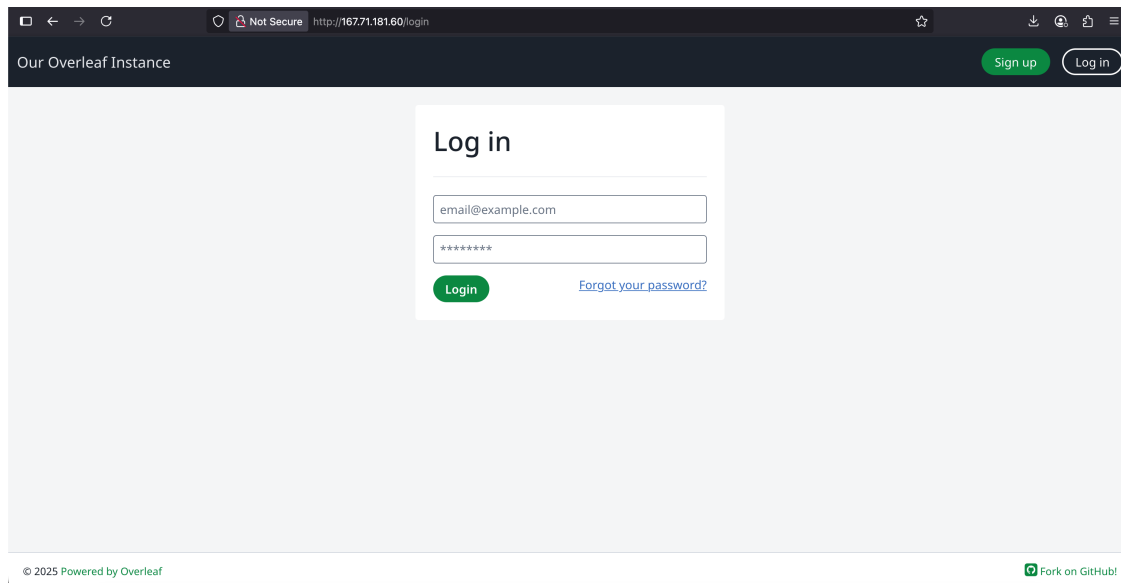 Not Secure http://167.71.181.60/login
Our Overleaf Instance
Sign up
Log in
Log in
email@example.com
********
Login
Forgot your password?
© 2025 Powered by Overleaf
Fork on GitHub!